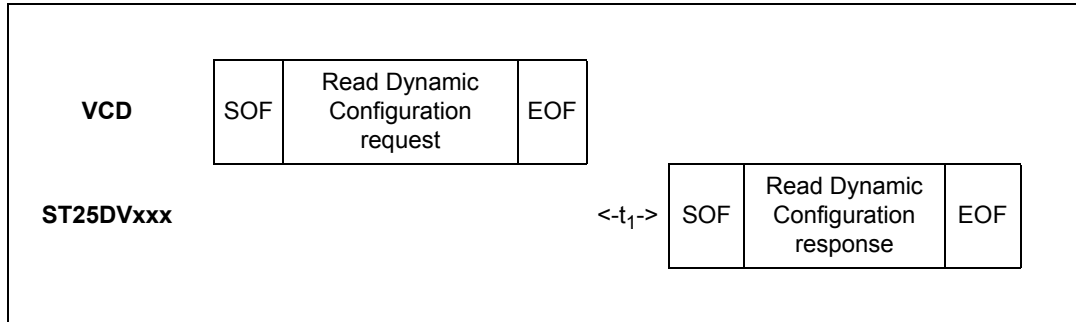 VCD
SOF
Read Dynamic
Configuration
request
EOF
ST25DVxxx
<-t₁->
SOF
Read Dynamic
Configuration
response
EOF